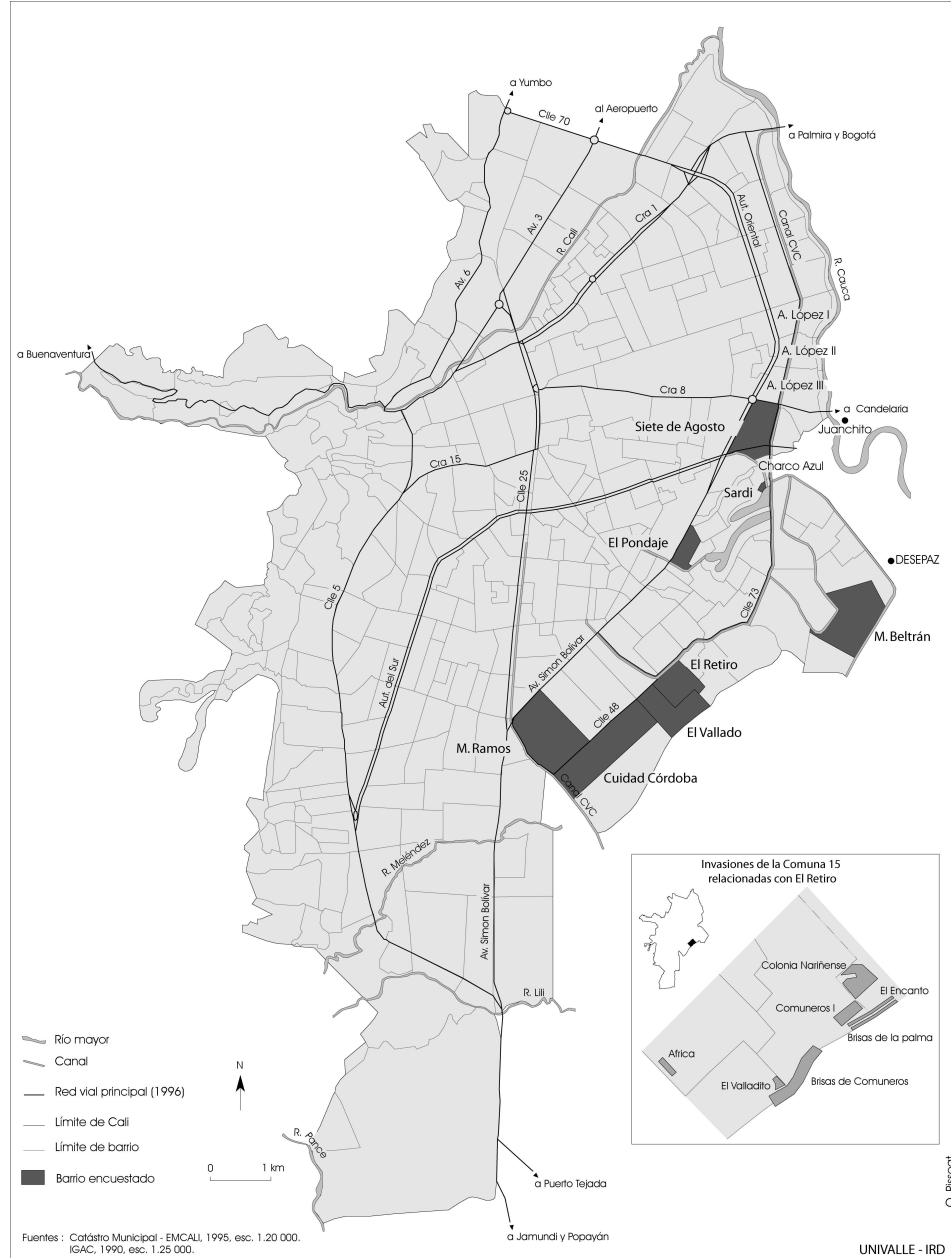 a Yumbo
Clle 70
al Aeropuerto
a Palmira y Bogotá
Cra 1
Aut. Oriental
Canal CVC
Av. 3
R. Cali
Av. 6
R. Cauca
A. López I
a Buenaventura
A. López II
A. López III
Cra 8
a Candelaria
Siete de Agosto
Juanchito
Cra 15
Charco Azul
Clle 25
Sardi
El Pondaje
DESEPAZ
Clle 5
Clle 73
M. Beltrán
Av. Simon Bolívar
El Retiro
Aut. del Sur
Clle 48
El Vallado
M. Ramos
Cuidad Córdoba
Canal CVC
R. Meléndez
Av. Simon Bolívar
R. Lili
Invasiones de la Comuna 15
relacionadas con El Retiro
Colonia Nariñense
El Encanto
Comuneros I
Brisas de la palma
Africa
El Valladito
Brisas de Comuneros
Río mayor
Canal
Red vial principal (1996)
Límite de Cali
Límite de barrio
Barrio encuestado
N
0 1 km
R. Pance
a Puerto Tejada
a Jamundi y Popayán
Fuentes : Catástro Municipal - EMCALI, 1995, esc. 1.20 000.
IGAC, 1990, esc. 1.25 000.
UNIVALLE - IRD